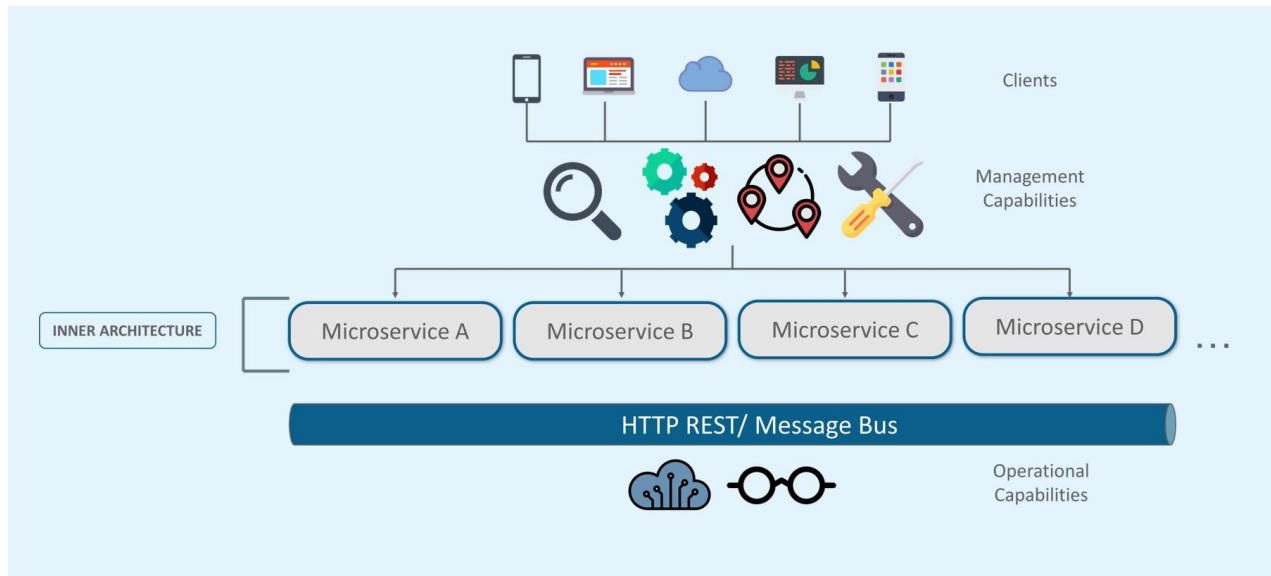 Clients
Management
Capabilities
INNER ARCHITECTURE
Microservice A
Microservice B
Microservice C
Microservice D
...
HTTP REST/ Message Bus
Operational
Capabilities